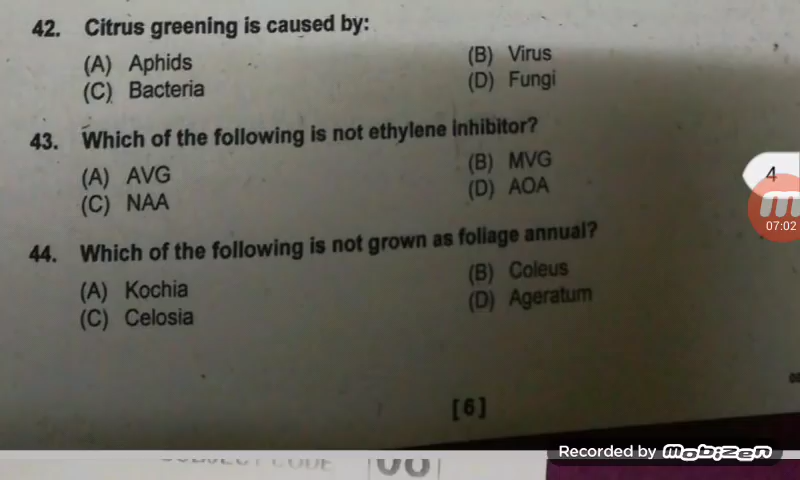 42. Citrus greening is caused by:
(A) Aphids (B) Virus
(C) Bacteria (D) Fungi
43. Which of the following is not ethylene inhibitor?
(A) AVG (B) MVG
(C) NAA (D) AOA
44. Which of the following is not grown as foliage annual?
(A) Kochia (B) Coleus
(C) Celosia (D) Ageratum
[6]
4
07:02
Recorded by Mobizen